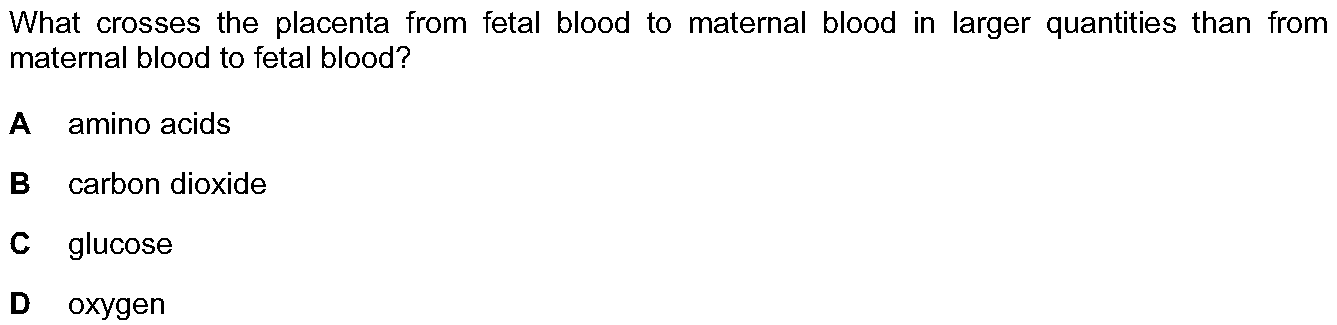 What crosses the placenta from fetal blood to maternal blood in larger quantities than from
maternal blood to fetal blood?
A amino acids
B carbon dioxide
C glucose
D oxygen